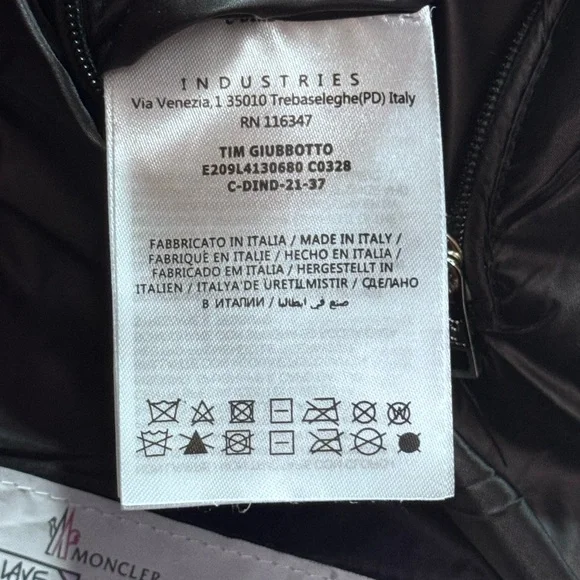 INDUSTRIES
Via Venezia,1 35010 Trebaseleghe(PD) Italy
RN 116347
TIM GIUBBOTTO
E209L4130680 C0328
C-DIND-21-37
FABBRICATO IN ITALIA / MADE IN ITALY /
FABRIQUÉ EN ITALIE / HECHO EN ITALIA /
FABRICADO EM ITALIA / HERGESTELLT IN
ITALIEN / ITALYA'DE ÜRETILMISTIR / СДЕЛАНО
В ИТАЛИИ / صنع في ايطاليا /
MONCLER